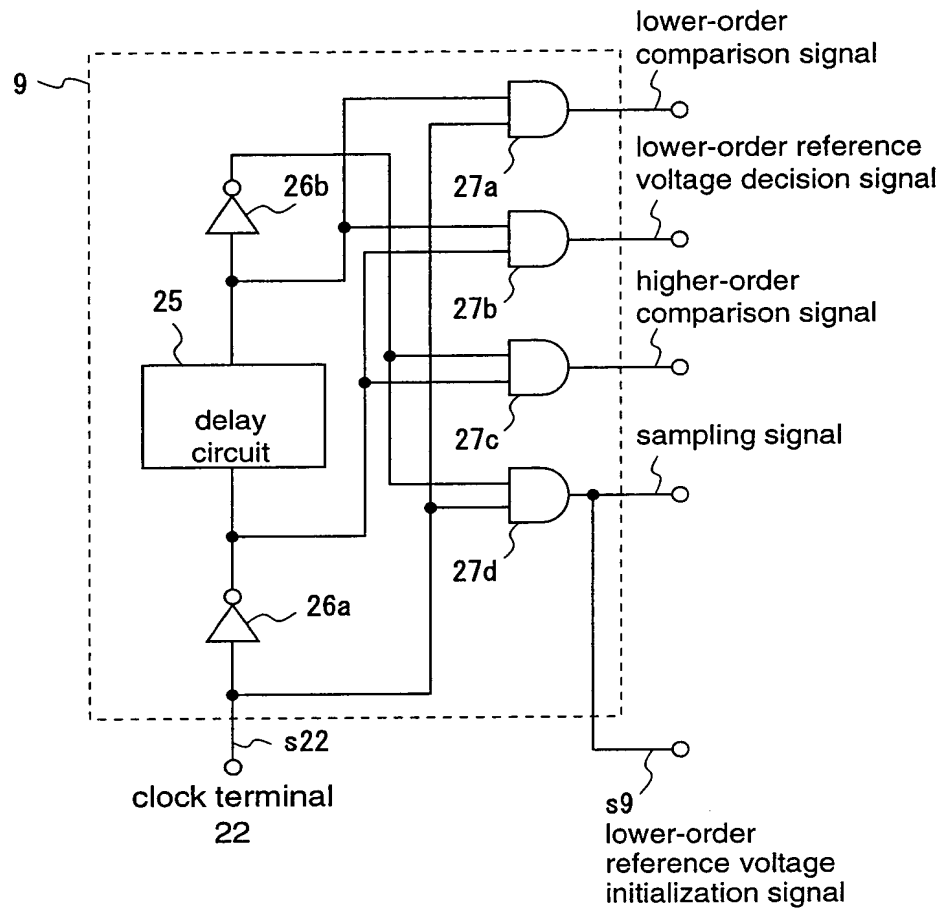 lower-order
comparison signal
9
27a
lower-order reference
voltage decision signal
26b
27b
higher-order
comparison signal
25
delay
circuit
27c
sampling signal
27d
26a
s22
clock terminal
22
s9
lower-order
reference voltage
initialization signal